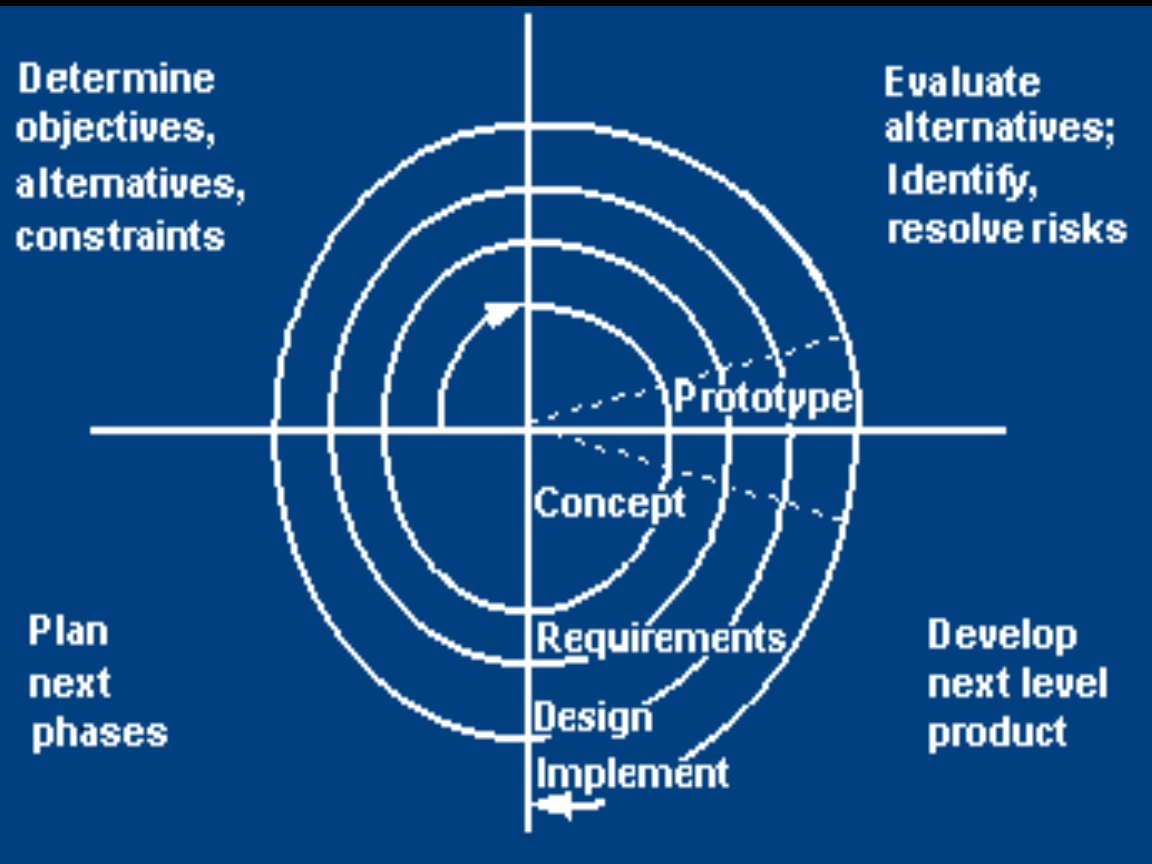 Determine
objectives,
alternatives,
constraints
Evaluate
alternatives;
Identify,
resolve risks
Prototype
Concept
Requirements
Design
Implement
Plan
next
phases
Develop
next level
product